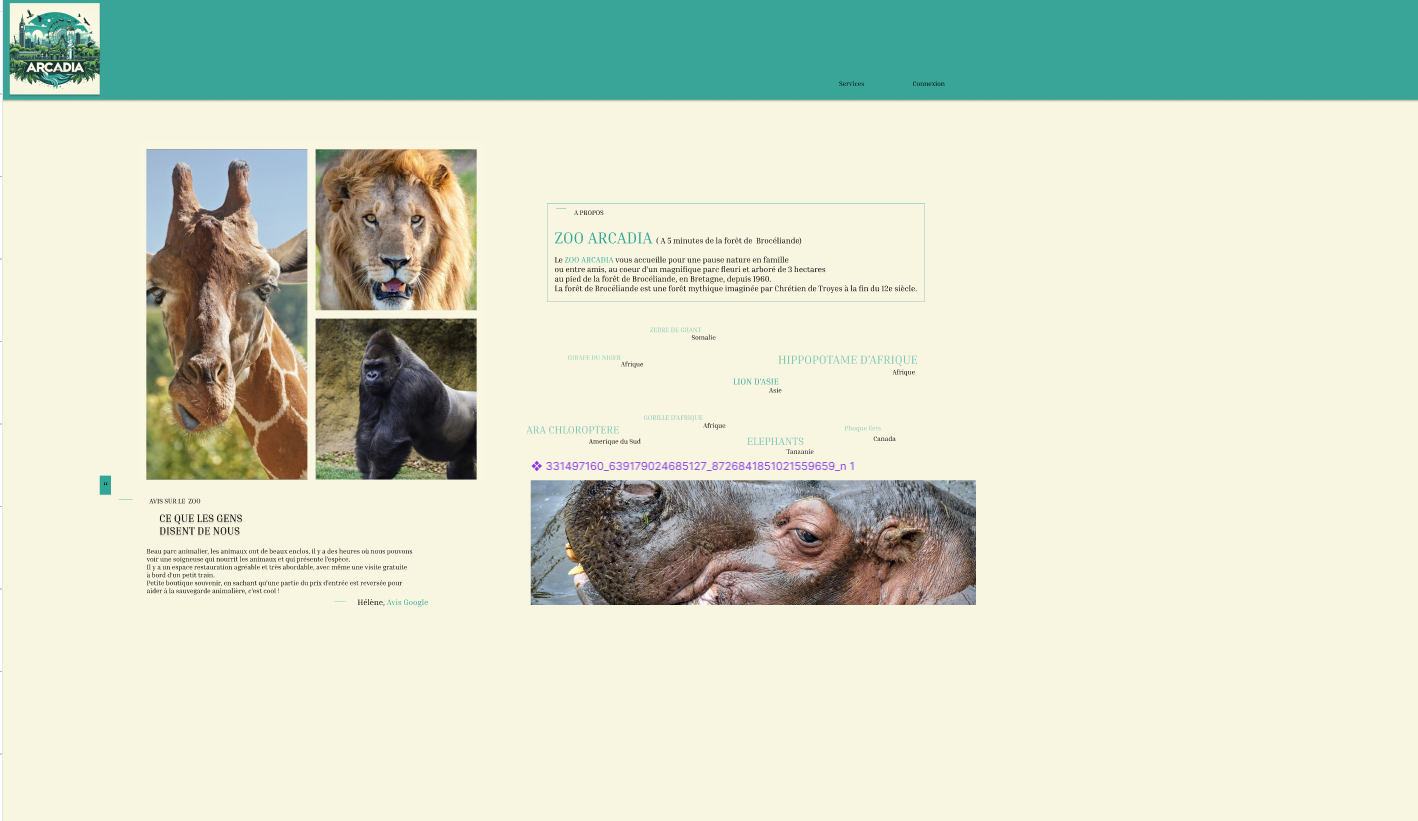 ARCADIA
Services
Connexion
A PROPOS
ZOO ARCADIA ( A 5 minutes de la forêt de Brocéliande)
Le ZOO ARCADIA vous accueille pour une pause nature en famille
ou entre amis, au coeur d'un magnifique parc fleuri et arboré de 3 hectares
au pied de la forêt de Brocéliande, en Bretagne, depuis 1960.
La forêt de Brocéliande est une forêt mythique imaginée par Chrétien de Troyes à la fin du 12e siècle.
ZEBRE DE GRANT
Somalie
GIRAFE DU NIGER
Afrique
HIPPOPOTAME D'AFRIQUE
Afrique
LION D'ASIE
Asie
GORILLE D'AFRIQUE
Afrique
ARA CHLOROPTERE
Amerique du Sud
ELEPHANTS
Tanzanie
Phoque Gris
Canada
331497160_639179024685127_8726841851021559659_n 1
“
AVIS SUR LE ZOO
CE QUE LES GENS
DISENT DE NOUS
Beau parc animalier, les animaux ont de beaux enclos, il y a des heures où nous pouvons
voir une soigneuse qui nourrit les animaux et qui présente l'espèce.
Il y a un espace restauration agréable et très abordable, avec même une visite gratuite
à bord d'un petit train.
Petite boutique souvenir, en sachant qu'une partie du prix d'entrée est reversée pour
aider à la sauvegarde animalière, c'est cool !
Hélène, Avis Google